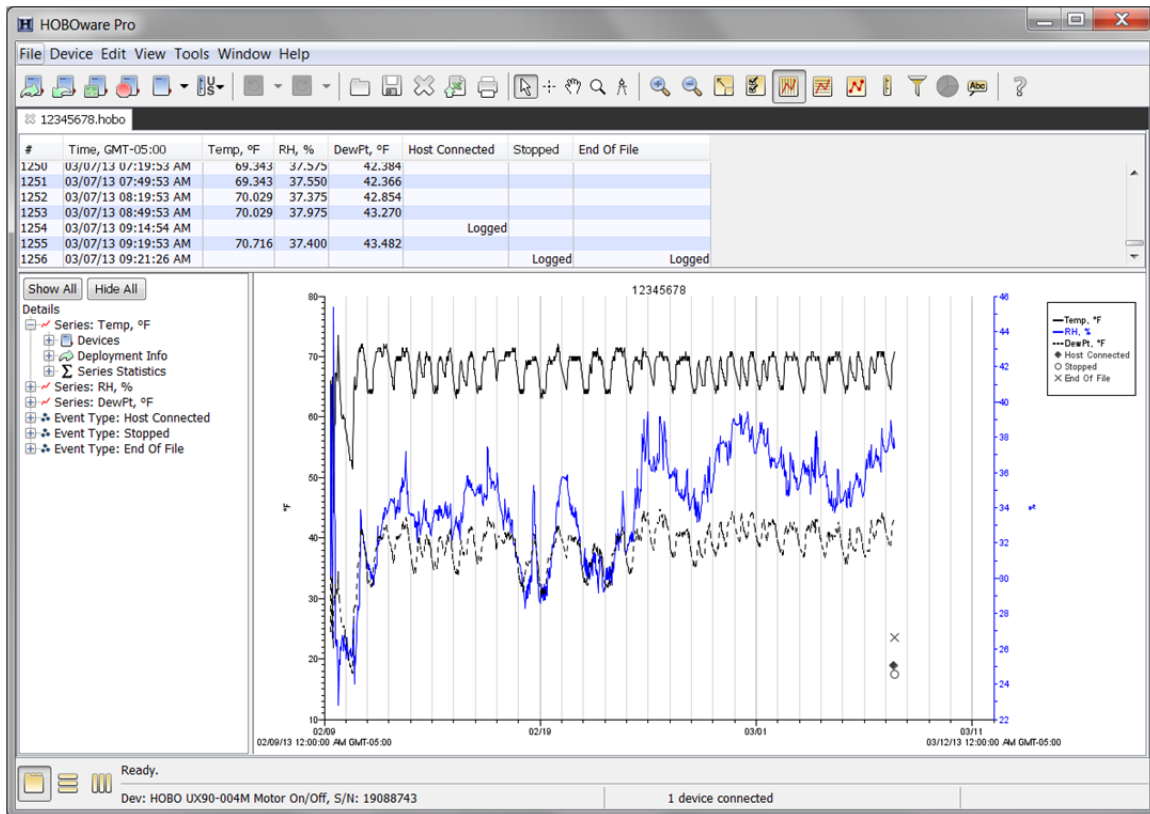 HOBOware Pro
File Device Edit View Tools Window Help
12345678.hobo
# Time, GMT-05:00 Temp, °F RH, % DewPt, °F Host Connected Stopped End Of File
1250 03/07/13 07:19:53 AM 69.343 37.575 42.384
1251 03/07/13 07:49:53 AM 69.343 37.550 42.366
1252 03/07/13 08:19:53 AM 70.029 37.375 42.854
1253 03/07/13 08:49:53 AM 70.029 37.975 43.270
1254 03/07/13 09:14:54 AM Logged
1255 03/07/13 09:19:53 AM 70.716 37.400 43.482
1256 03/07/13 09:21:26 AM Logged Logged
Show All Hide All
Details
Series: Temp, °F
Devices
Deployment Info
Σ Series Statistics
Series: RH, %
Series: DewPt, °F
Event Type: Host Connected
Event Type: Stopped
Event Type: End Of File
12345678
80
70
60
50
40
30
20
10
°F
46
44
42
40
38
36
34
32
30
28
26
24
22
%
Temp, °F
RH, %
DewPt, °F
Host Connected
Stopped
End Of File
02/09 02/19 03/01 03/11
02/09/13 12:00:00 AM GMT-05:00 03/12/13 12:00:00 AM GMT-05:00
Ready.
Dev: HOBO UX90-004M Motor On/Off, S/N: 19088743 1 device connected